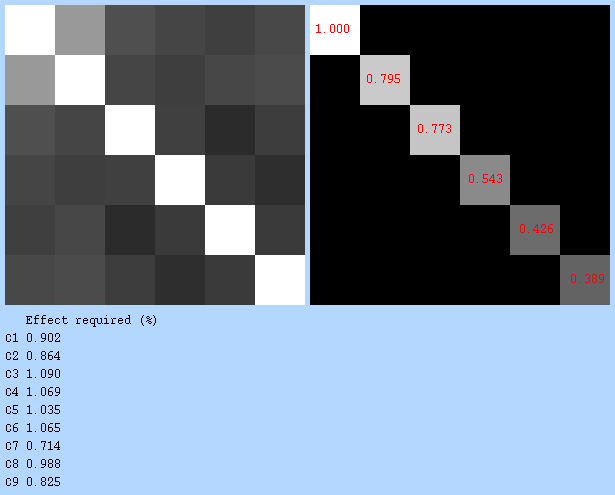 1.000
0.795
0.773
0.543
0.426
0.389
Effect required (%)
C1 0.902
C2 0.864
C3 1.090
C4 1.069
C5 1.035
C6 1.065
C7 0.714
C8 0.988
C9 0.825